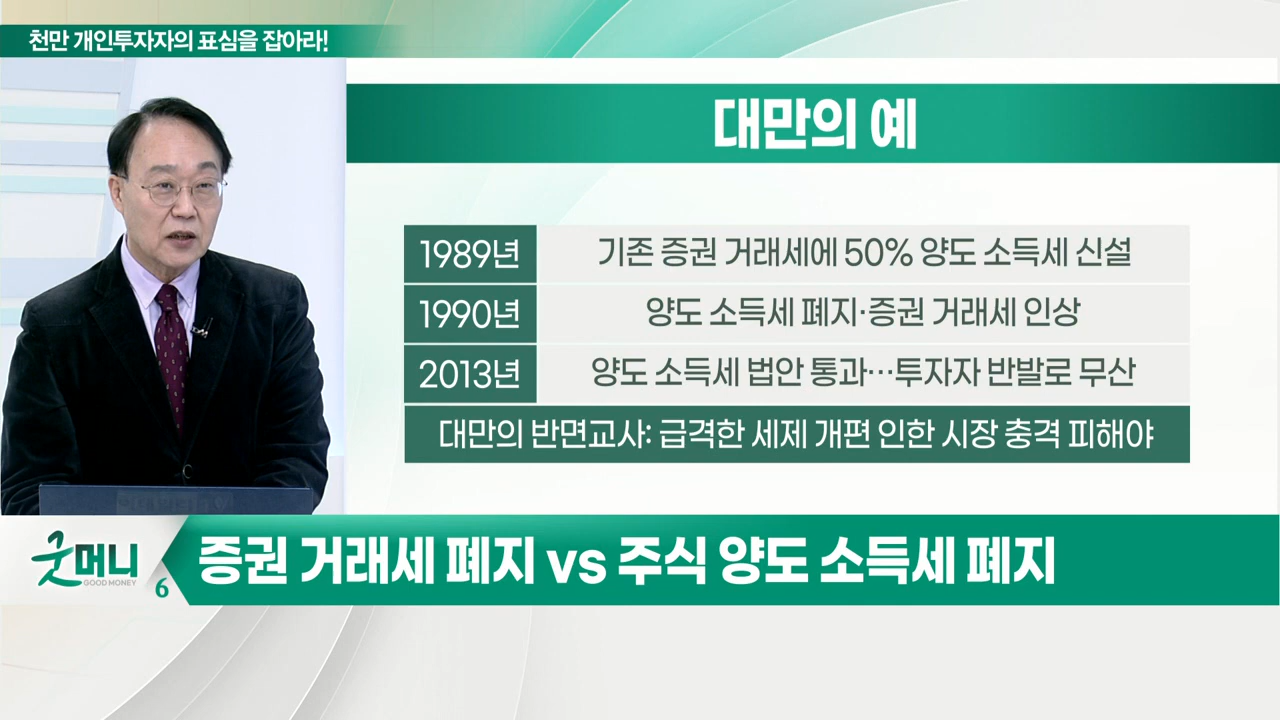 천만 개인투자자의 표심을 잡아라!
대만의 예
1989년 기존 증권 거래세에 50% 양도 소득세 신설
1990년 양도 소득세 폐지·증권 거래세 인상
2013년 양도 소득세 법안 통과…투자자 반발로 무산
대만의 반면교사: 급격한 세제 개편 인한 시장 충격 피해야
굿머니
GOOD MONEY
6
증권 거래세 폐지 vs 주식 양도 소득세 폐지